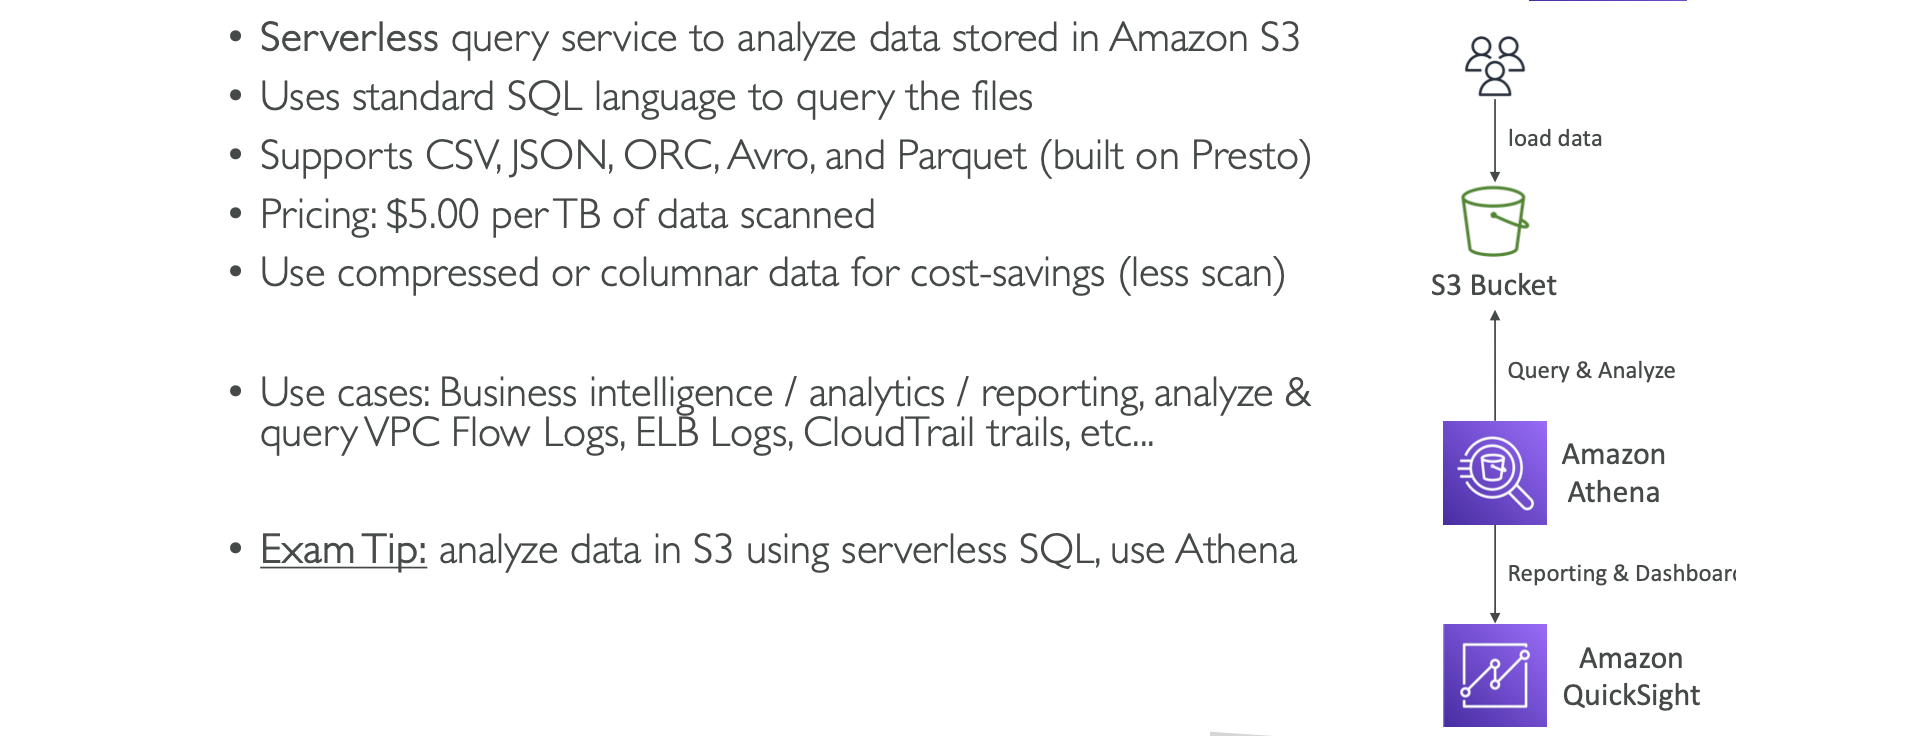 • Serverless query service to analyze data stored in Amazon S3
• Uses standard SQL language to query the files
• Supports CSV, JSON, ORC, Avro, and Parquet (built on Presto)
• Pricing: $5.00 per TB of data scanned
• Use compressed or columnar data for cost-savings (less scan)
• Use cases: Business intelligence / analytics / reporting, analyze &
query VPC Flow Logs, ELB Logs, CloudTrail trails, etc...
• Exam Tip: analyze data in S3 using serverless SQL, use Athena
load data
S3 Bucket
Query & Analyze
Amazon
Athena
Reporting &
Amazon
QuickSight